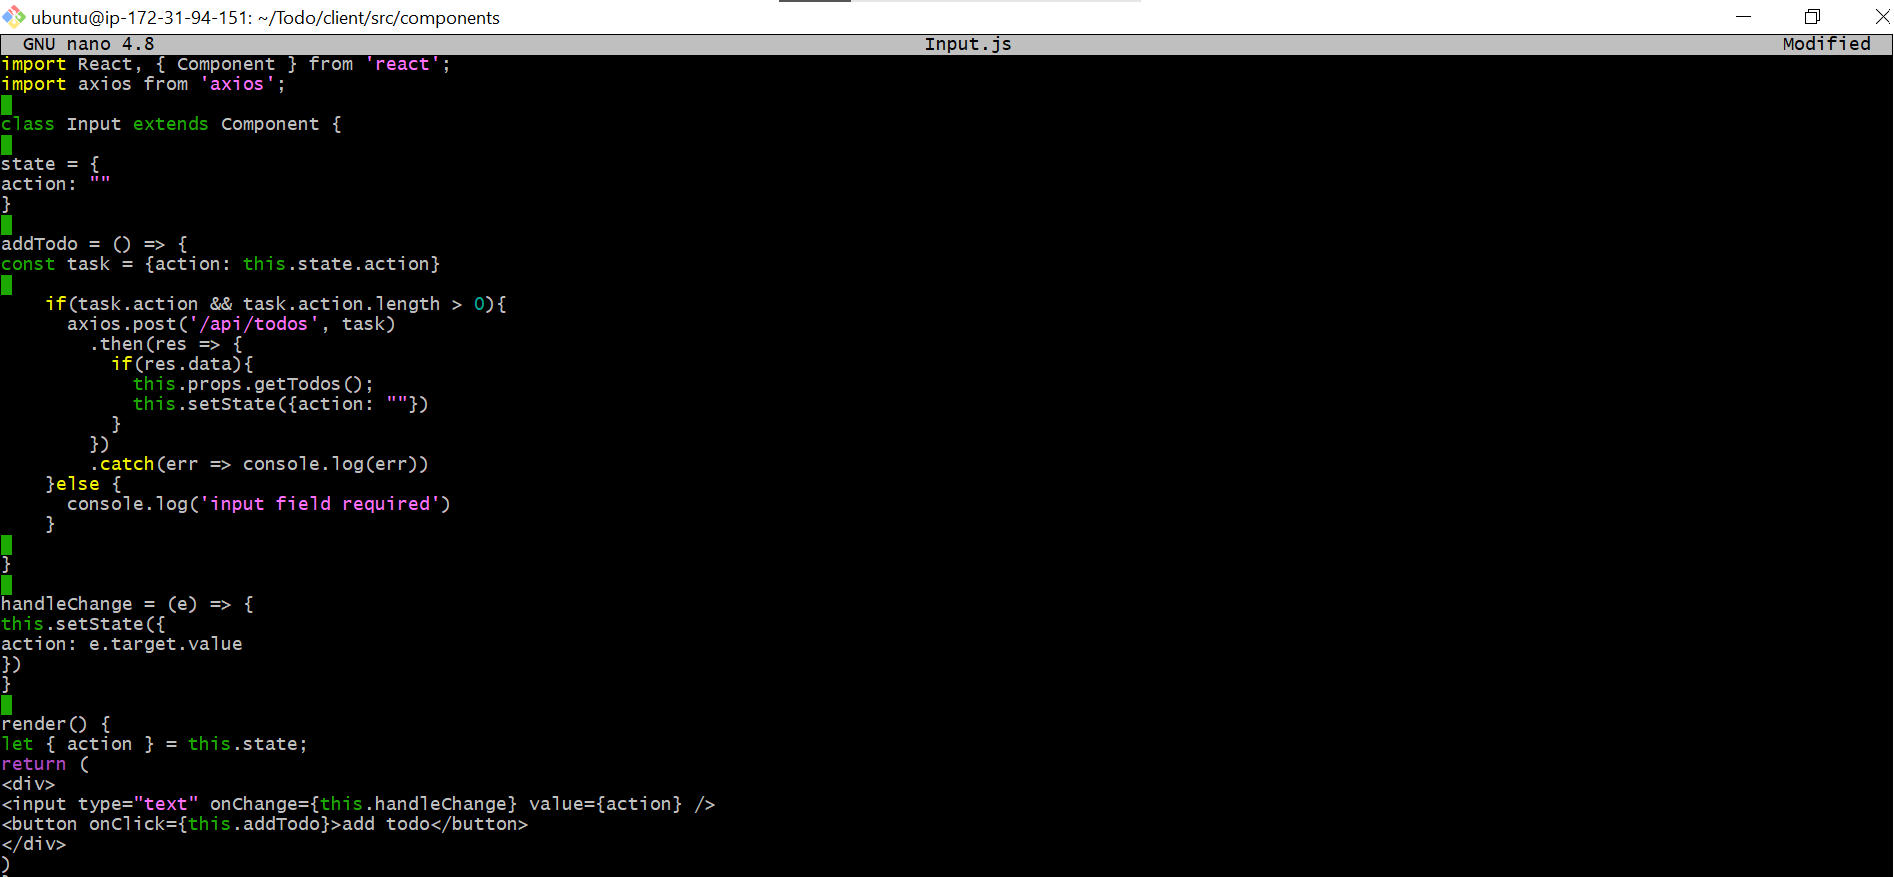 ubuntu@ip-172-31-94-151: ~/Todo/client/src/components
GNU nano 4.8 Input.js Modified
import React, { Component } from 'react';
import axios from 'axios';
class Input extends Component {
state = {
action: ""
}
addTodo = () => {
const task = {action: this.state.action}
    if(task.action && task.action.length > 0){
      axios.post('/api/todos', task)
        .then(res => {
          if(res.data){
            this.props.getTodos();
            this.setState({action: ""})
          }
        })
        .catch(err => console.log(err))
    }else {
      console.log('input field required')
    }
}
handleChange = (e) => {
this.setState({
action: e.target.value
})
}
render() {
let { action } = this.state;
return (
<div>
<input type="text" onChange={this.handleChange} value={action} />
<button onClick={this.addTodo}>add todo</button>
</div>
)